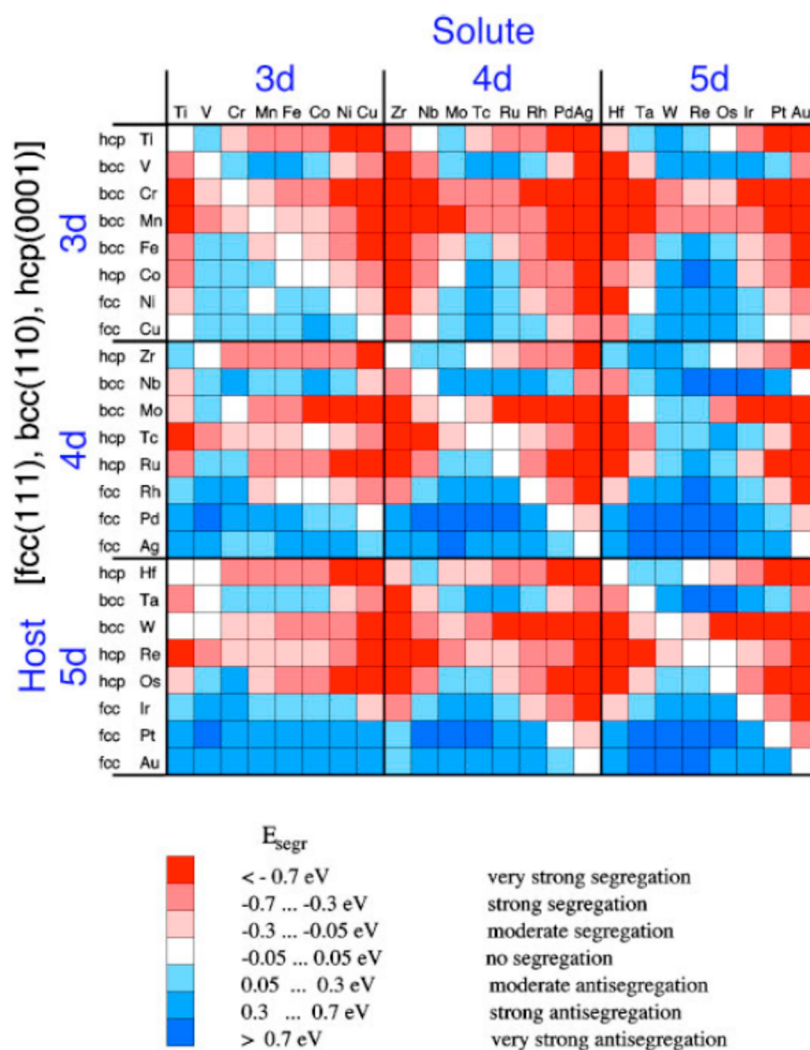 Solute
3d 4d 5d
Ti V Cr Mn Fe Co Ni Cu Zr Nb Mo Tc Ru Rh Pd Ag Hf Ta W Re Os Ir Pt Au
Host [fcc(111), bcc(110), hcp(0001)]
3d
hcp Ti
bcc V
bcc Cr
bcc Mn
bcc Fe
hcp Co
fcc Ni
fcc Cu
4d
hcp Zr
bcc Nb
bcc Mo
hcp Tc
hcp Ru
fcc Rh
fcc Pd
fcc Ag
5d
hcp Hf
bcc Ta
bcc W
hcp Re
hcp Os
fcc Ir
fcc Pt
fcc Au
Esegr
< - 0.7 eV very strong segregation
-0.7 ... -0.3 eV strong segregation
-0.3 ... -0.05 eV moderate segregation
-0.05 ... 0.05 eV no segregation
0.05 ... 0.3 eV moderate antisegregation
0.3 ... 0.7 eV strong antisegregation
> 0.7 eV very strong antisegregation